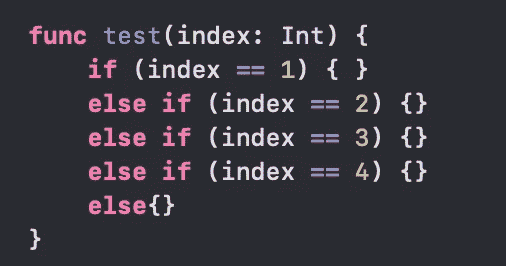 func test(index: Int) {
    if (index == 1) { }
    else if (index == 2) {}
    else if (index == 3) {}
    else if (index == 4) {}
    else{}
}